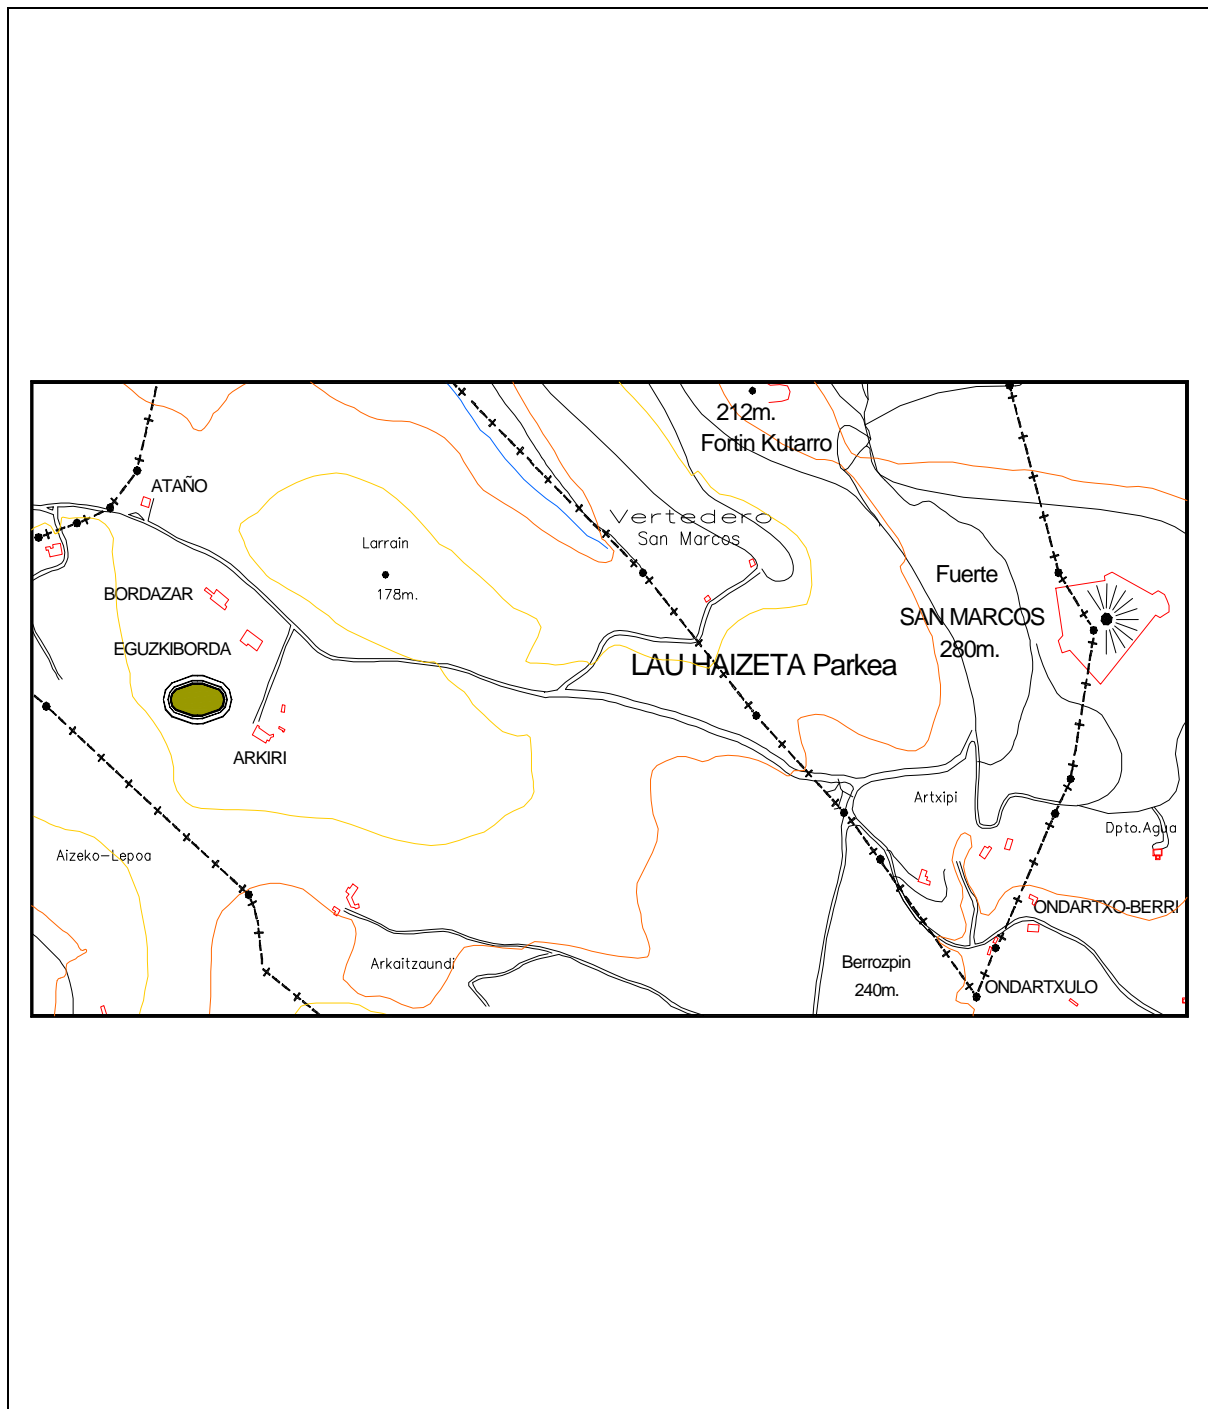 212m.
Fortin Kutarro
ATAÑO
Vertedero
San Marcos
Larrain
178m.
Fuerte
SAN MARCOS
280m.
BORDAZAR
EGUZKIBORDA
LAU HAIZETA Parkea
ARKIRI
Artxipi
Dpto.Agua
Aizeko-Lepoa
ONDARTXO-BERRI
Arkaitzaundi
Berrozpin
240m.
ONDARTXULO